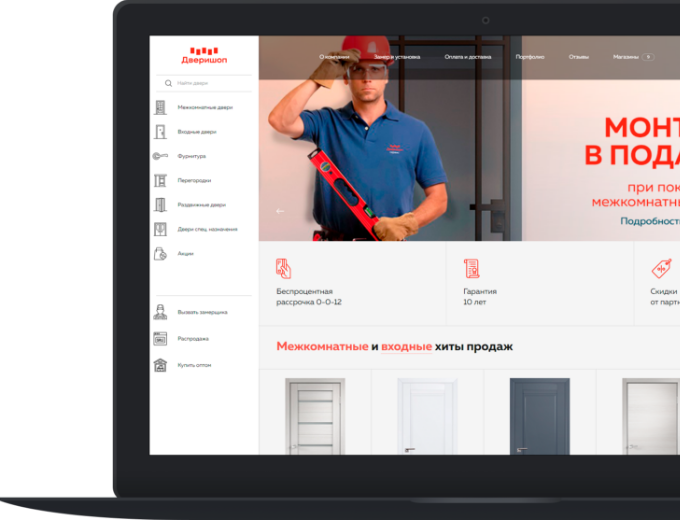 Дверишоп
Найти двери
Межкомнатные двери
Входные двери
Фурнитура
Перегородки
Раздвижные двери
Двери спец. назначения
Акции
Вызвать замерщика
Распродажа
Купить оптом
О компании
Замер и установка
Оплата и доставка
Портфолио
Отзывы
Магазины
МОНТ
В ПОДА
при пок
межкомнатны
Подробност
Беспроцентная
рассрочка 0-0-12
Гарантия
10 лет
Скидки
от партн
Межкомнатные и входные хиты продаж